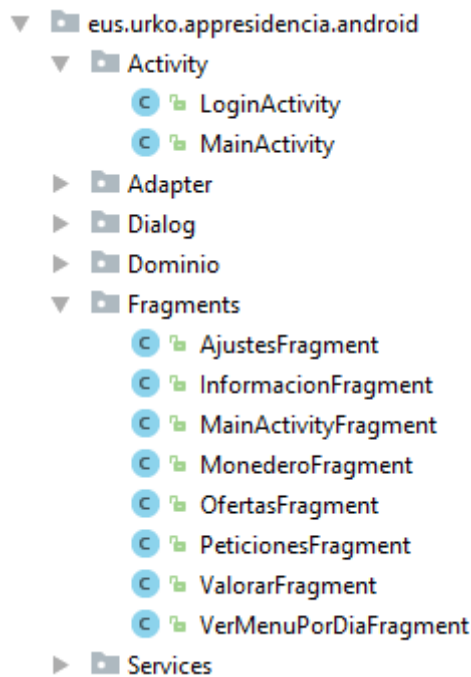 eus.urko.appresidencia.android
Activity
C LoginActivity
C MainActivity
Adapter
Dialog
Dominio
Fragments
C AjustesFragment
C InformacionFragment
C MainActivityFragment
C MonederoFragment
C OfertasFragment
C PeticionesFragment
C ValorarFragment
C VerMenuPorDiaFragment
Services